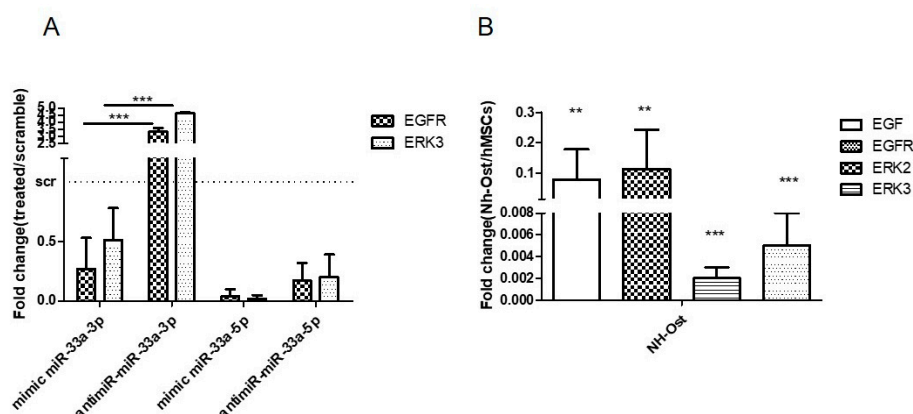 A
B
Fold change(treated/scramble)
5.0
4.5
4.0
3.5
3.0
2.5
scr
0.5
0.0
***
***
mimic miR-33a-3p
antimiR-miR-33a-3p
mimic miR-33a-5p
antimiR-miR-33a-5p
EGFR
ERK3
Fold change(Nh-Ost/hMSCs)
0.3
0.2
0.1
0.008
0.006
0.004
0.002
0.000
**
**
***
***
NH-Ost
EGF
EGFR
ERK2
ERK3